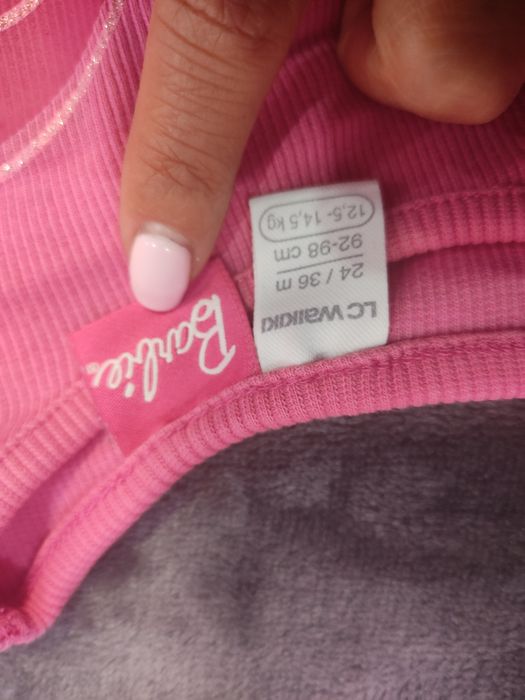 Barbie
LC WAIKIKI
24 / 36 m
92-98 cm
12,5- 14,5 kg